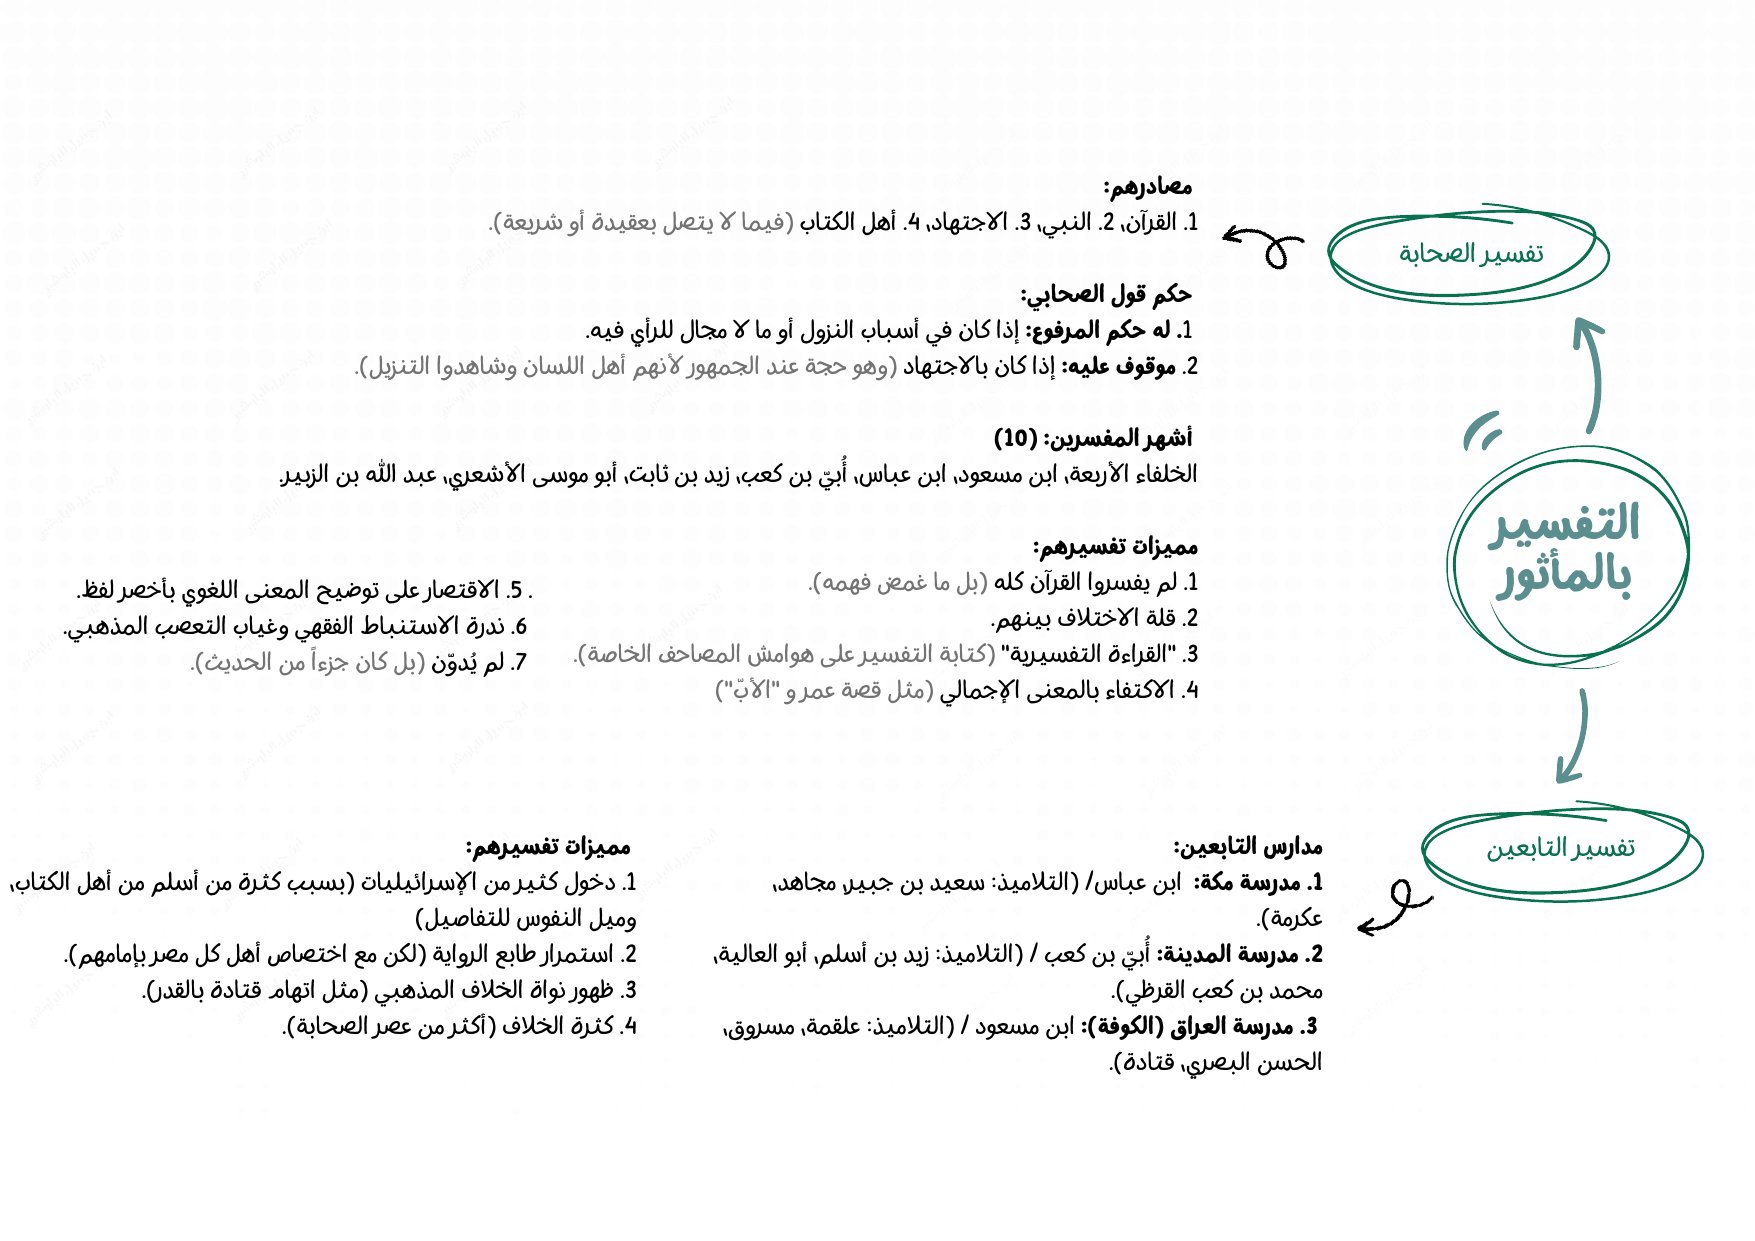 التفسير
بالمأثور
تفسير الصحابة
مصادرهم:
1. القرآن، 2. النبي، 3. الاجتهاد، 4. أهل الكتاب (فيما لا يتصل بعقيدة أو شريعة).
حكم قول الصحابي:
1. له حكم المرفوع: إذا كان في أسباب النزول أو ما لا مجال للرأي فيه.
2. موقوف عليه: إذا كان بالاجتهاد (وهو حجة عند الجمهور لأنهم أهل اللسان وشاهدوا التنزيل).
أشهر المفسرين: (10)
الخلفاء الأربعة، ابن مسعود، ابن عباس، أُبيّ بن كعب، زيد بن ثابت، أبو موسى الأشعري، عبد الله بن الزبير.
مميزات تفسيرهم:
1. لم يفسروا القرآن كله (بل ما غمض فهمه).
2. قلة الاختلاف بينهم.
3. "القراءة التفسيرية" (كتابة التفسير على هوامش المصاحف الخاصة).
4. الاكتفاء بالمعنى الإجمالي (مثل قصة عمر و "الأبّ")
. 5. الاقتصار على توضيح المعنى اللغوي بأخصر لفظ.
6. ندرة الاستنباط الفقهي وغياب التعصب المذهبي.
7. لم يُدوّن (بل كان جزءاً من الحديث).
تفسير التابعين
مدارس التابعين:
1. مدرسة مكة: ابن عباس/ (التلاميذ: سعيد بن جبير، مجاهد،
عكرمة).
2. مدرسة المدينة: أُبيّ بن كعب / (التلاميذ: زيد بن أسلم، أبو العالية،
محمد بن كعب القرظي).
3. مدرسة العراق (الكوفة): ابن مسعود / (التلاميذ: علقمة، مسروق،
الحسن البصري، قتادة).
مميزات تفسيرهم:
1. دخول كثير من الإسرائيليات (بسبب كثرة من أسلم من أهل الكتاب،
وميل النفوس للتفاصيل)
2. استمرار طابع الرواية (لكن مع اختصاص أهل كل مصر بإمامهم).
3. ظهور نواة الخلاف المذهبي (مثل اتهام قتادة بالقدر).
4. كثرة الخلاف (أكثر من عصر الصحابة).